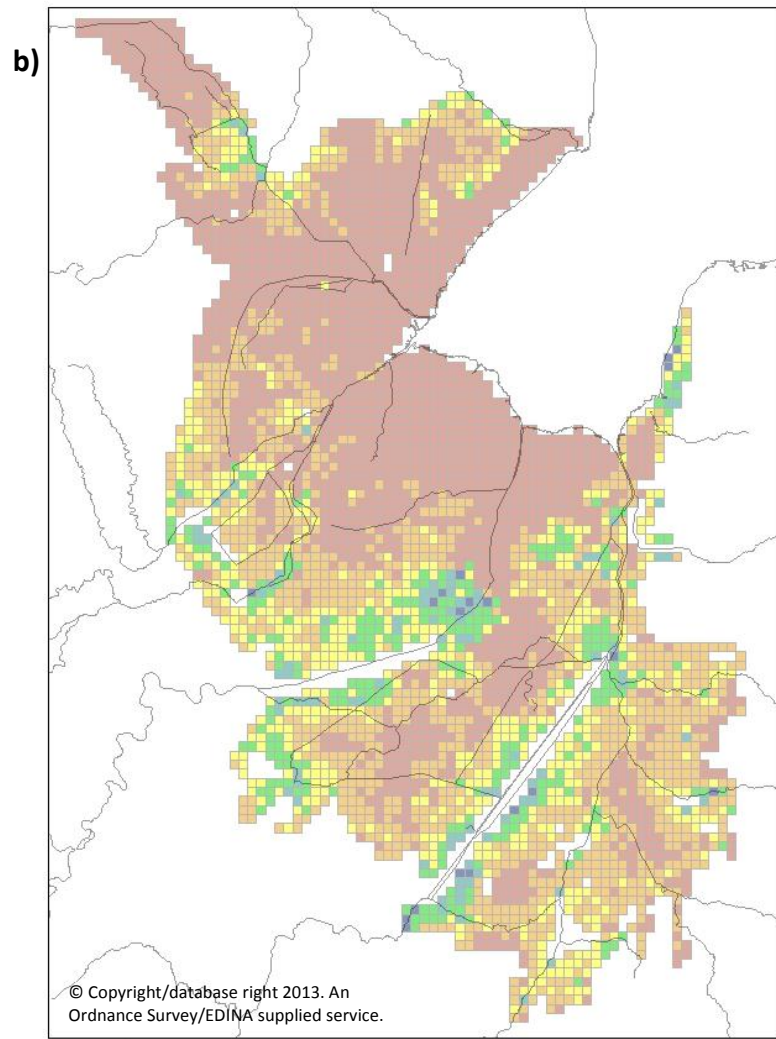 b)
© Copyright/database right 2013. An
Ordnance Survey/EDINA supplied service.